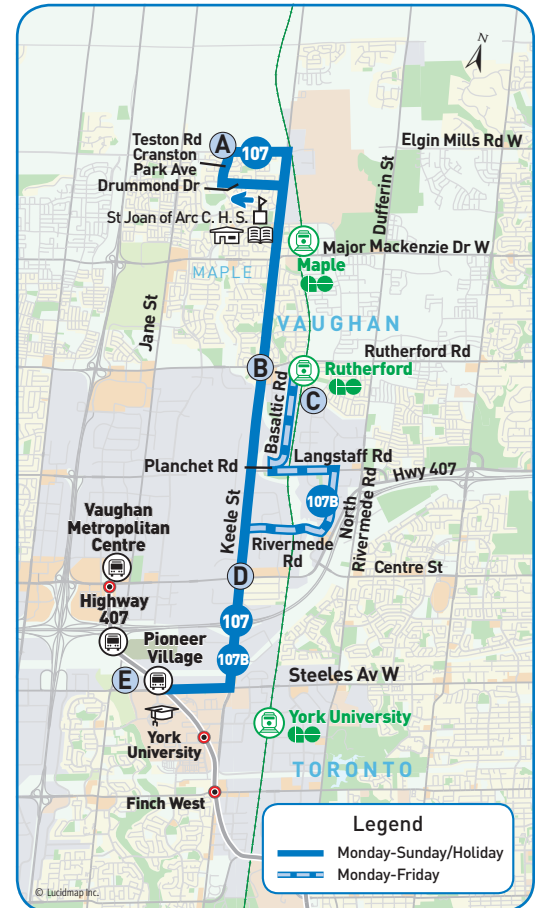 N
Teston Rd
Cranston
Park Ave
Drummond Dr
A
107
Elgin Mills Rd W
Dufferin St
St Joan of Arc C. H. S.
Major Mackenzie Dr W
Maple
GO
MAPLE
Jane St
VAUGHAN
Rutherford Rd
B
Rutherford
GO
C
Basaltic Rd
Langstaff Rd
Planchet Rd
Hwy 407
107B
North
Rivermede Rd
Keele St
Vaughan
Metropolitan
Centre
Rivermede
Rd
Centre St
D
Highway
407
107
Pioneer
Village
107B
E
Steeles Av W
York University
GO
York
University
TORONTO
Finch West
Legend
Monday-Sunday/Holiday
Monday-Friday
© Lucidmap Inc.